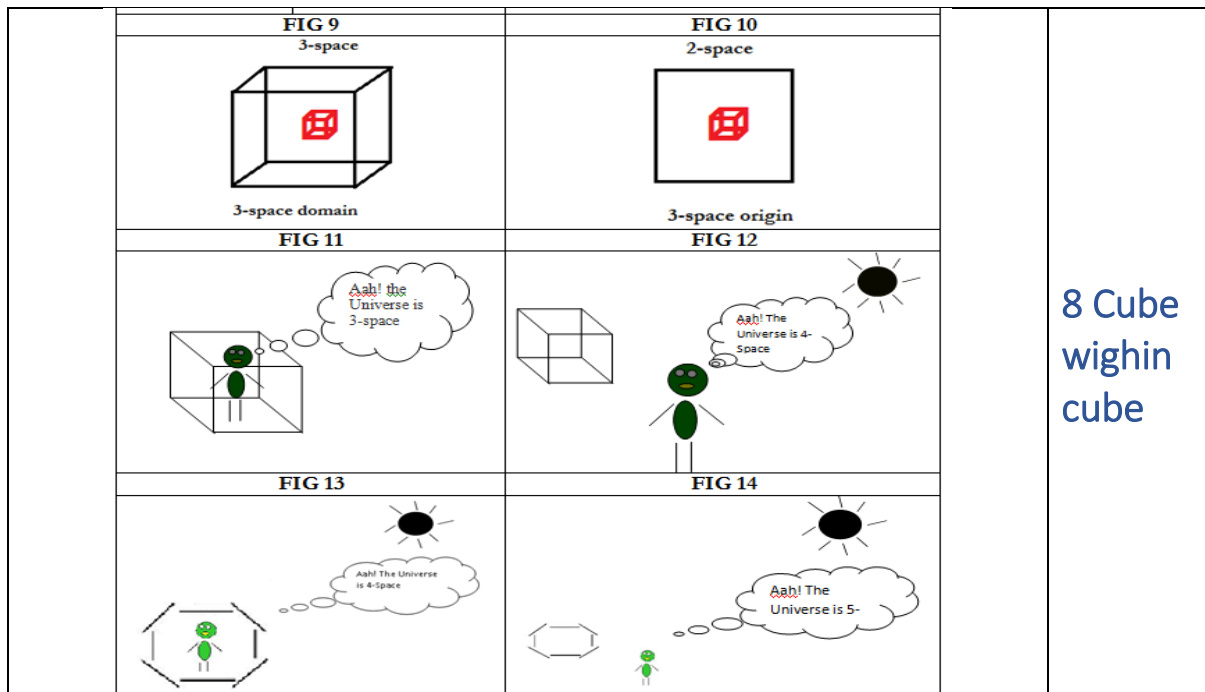 FIG 9
FIG 10
3-space
2-space
3-space domain
3-space origin
FIG 11
FIG 12
Aah! the
Universe is
3-space
Aah! The
Universe is 4-
Space
8 Cube
wighin
cube
FIG 13
FIG 14
Aah! The Universe
is 4-Space
Aah! The
Universe is 5-